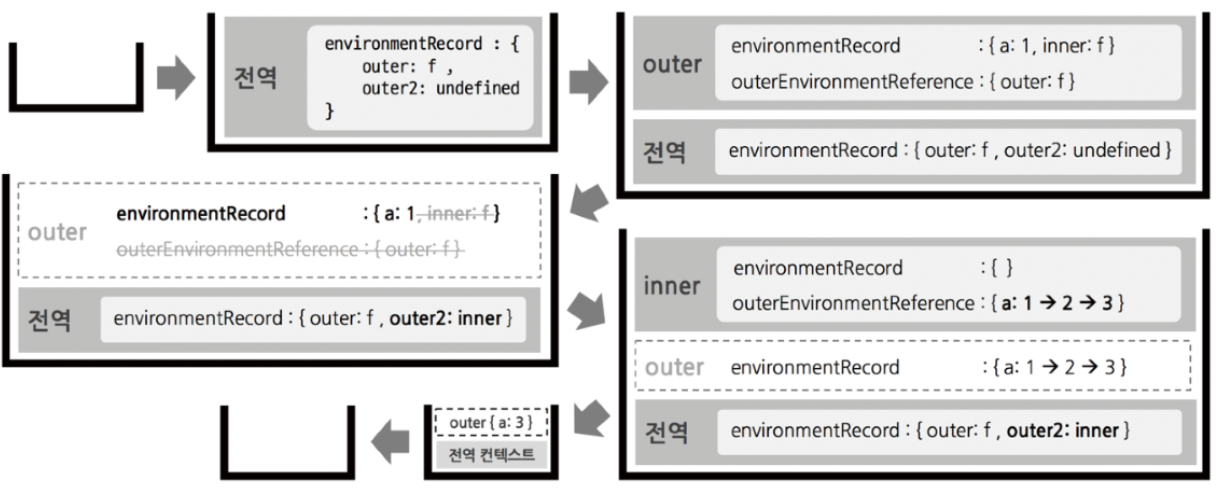 전역
environmentRecord : {
outer: f ,
outer2: undefined
}
outer
environmentRecord : { a: 1, inner: f }
outerEnvironmentReference : { outer: f }
전역
environmentRecord : { outer: f , outer2: undefined }
outer
environmentRecord : { a: 1, inner: f }
outerEnvironmentReference : { outer: f }
전역
environmentRecord : { outer: f , outer2: inner }
inner
environmentRecord : { }
outerEnvironmentReference : { a: 1 → 2 → 3 }
outer
environmentRecord : { a: 1 → 2 → 3 }
전역
environmentRecord : { outer: f , outer2: inner }
outer { a: 3 }
전역 컨텍스트